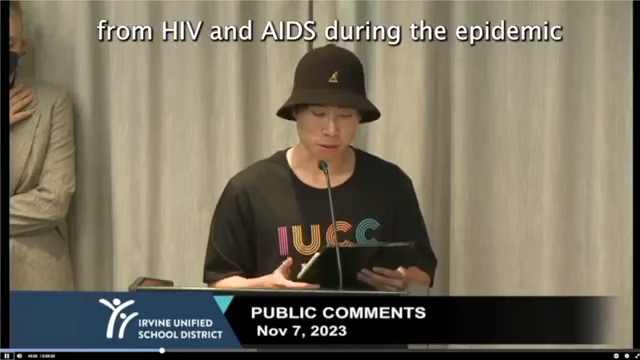 from HIV and AIDS during the epidemic
IUCC
IRVINE UNIFIED
SCHOOL DISTRICT
PUBLIC COMMENTS
Nov 7, 2023